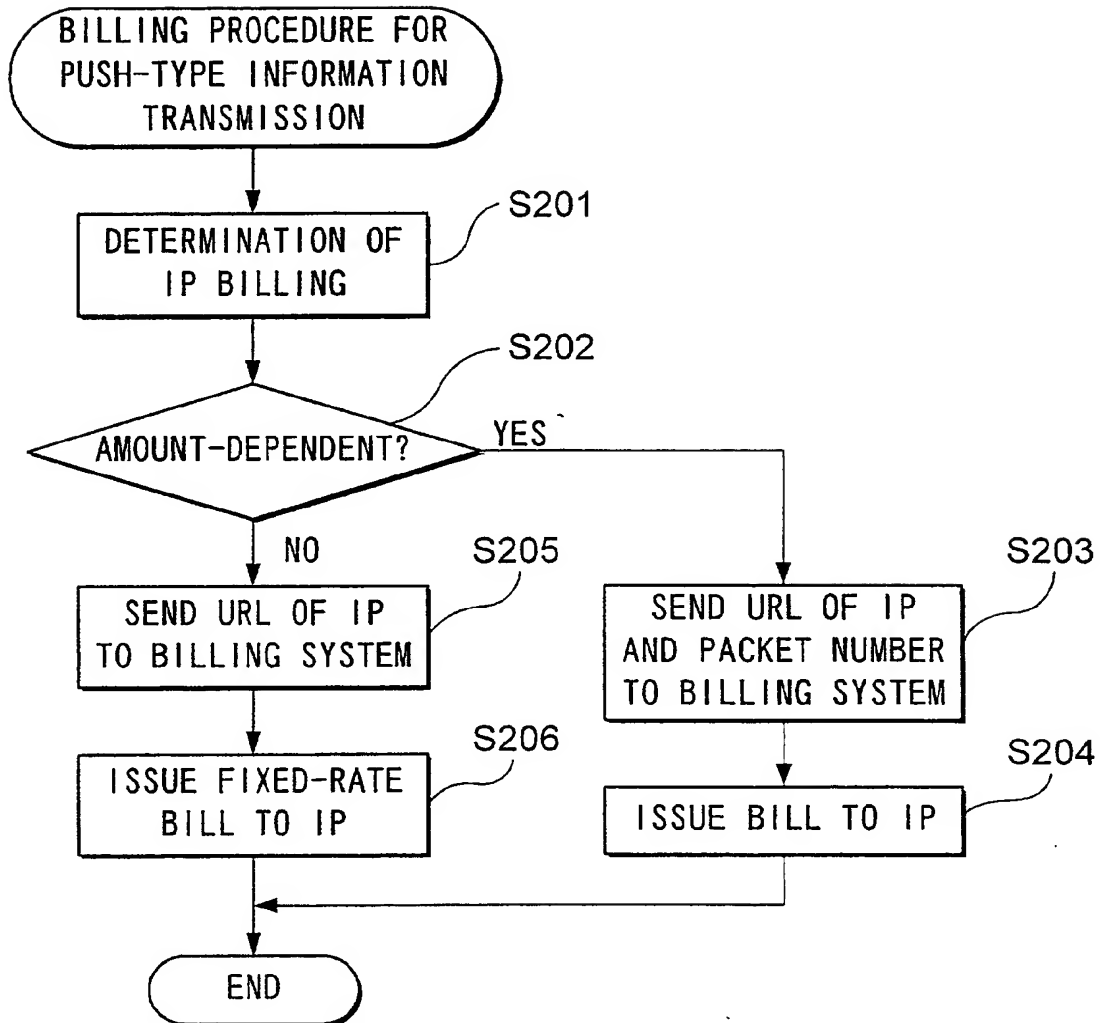 BILLING PROCEDURE FOR
PUSH-TYPE INFORMATION
TRANSMISSION
S201
DETERMINATION OF
IP BILLING
S202
AMOUNT-DEPENDENT?
YES
NO
S205
SEND URL OF IP
TO BILLING SYSTEM
S203
SEND URL OF IP
AND PACKET NUMBER
TO BILLING SYSTEM
S206
ISSUE FIXED-RATE
BILL TO IP
S204
ISSUE BILL TO IP
END